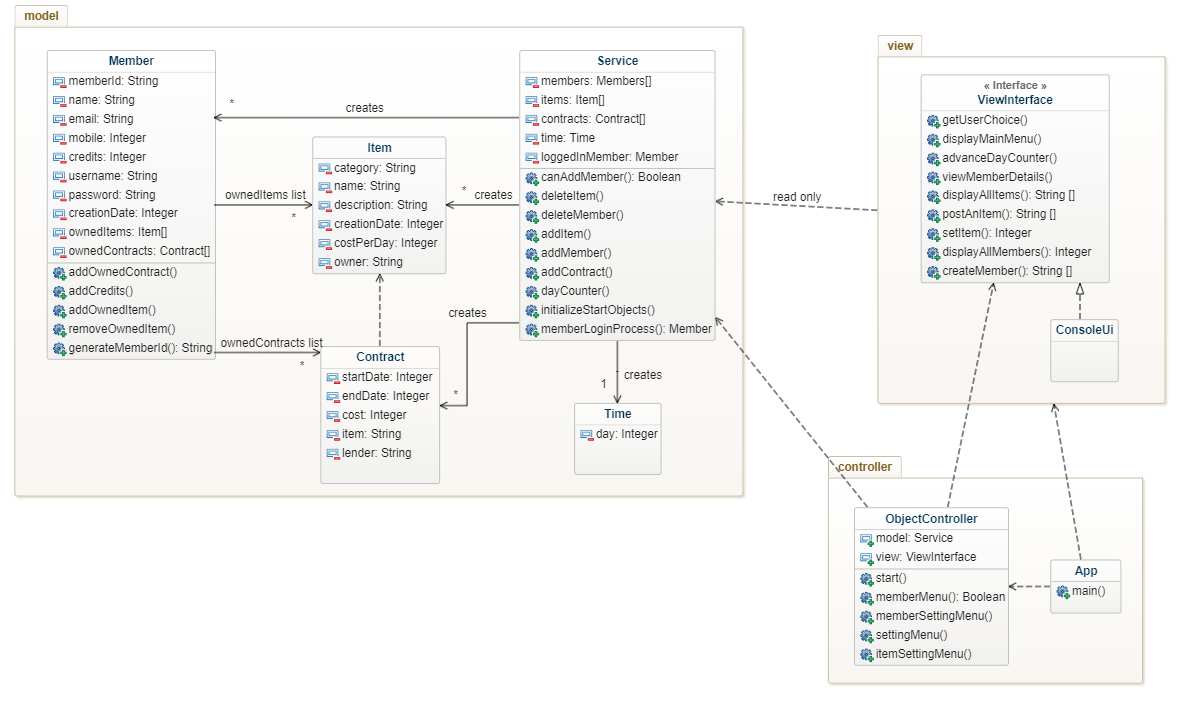 model
Member
memberId: String
name: String
email: String
mobile: Integer
credits: Integer
username: String
password: String
creationDate: Integer
ownedItems: Item[]
ownedContracts: Contract[]
addOwnedContract()
addCredits()
addOwnedItem()
removeOwnedItem()
generateMemberId(): String
* creates
ownedItems list
*
ownedContracts list
*
Item
category: String
name: String
description: String
creationDate: Integer
costPerDay: Integer
owner: String
* creates
creates
*
Contract
startDate: Integer
endDate: Integer
cost: Integer
item: String
lender: String
Service
members: Members[]
items: Item[]
contracts: Contract[]
time: Time
loggedInMember: Member
canAddMember(): Boolean
deleteItem()
deleteMember()
addItem()
addMember()
addContract()
dayCounter()
initializeStartObjects()
memberLoginProcess(): Member
creates
1
Time
day: Integer
read only
view
« Interface »
ViewInterface
getUserChoice()
displayMainMenu()
advanceDayCounter()
viewMemberDetails()
displayAllItems(): String []
postAnItem(): String []
setItem(): Integer
displayAllMembers(): Integer
createMember(): String []
ConsoleUi
controller
ObjectController
model: Service
view: ViewInterface
start()
memberMenu(): Boolean
memberSettingMenu()
settingMenu()
itemSettingMenu()
App
main()